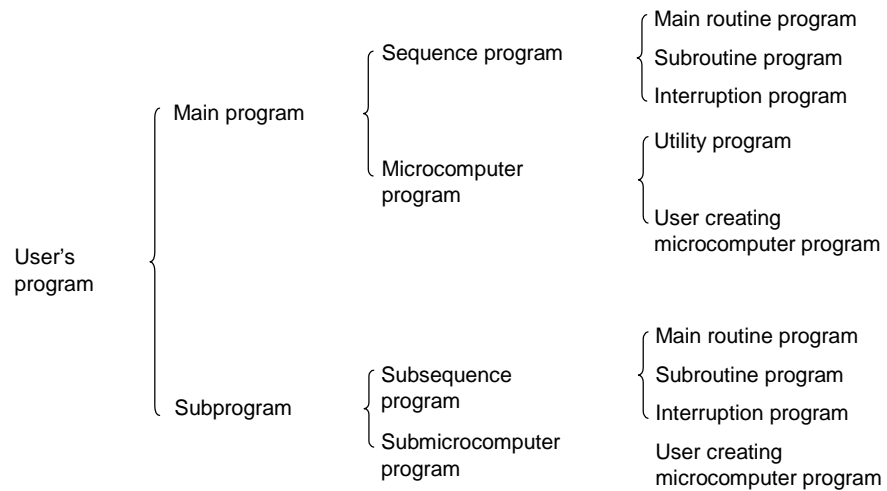 Main routine program
Sequence program
Subroutine program
Interruption program
Main program
Utility program
Microcomputer
program
User creating
microcomputer program
User’s
program
Main routine program
Subsequence
program
Subroutine program
Subprogram
Interruption program
Submicrocomputer
program
User creating
microcomputer program